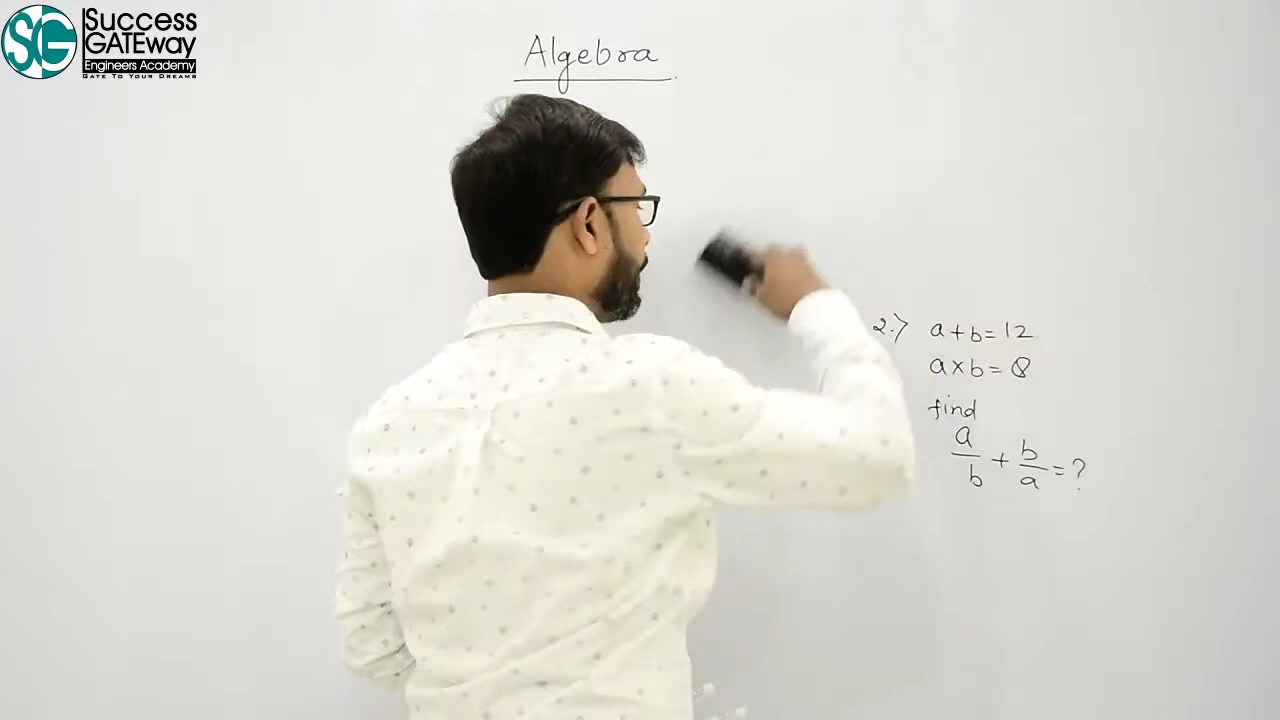 Success
GATEway
Engineers Academy
GATE TO YOUR DREAMS
Algebra
2.) a+b=12
a×b=8
find
a/b + b/a = ?